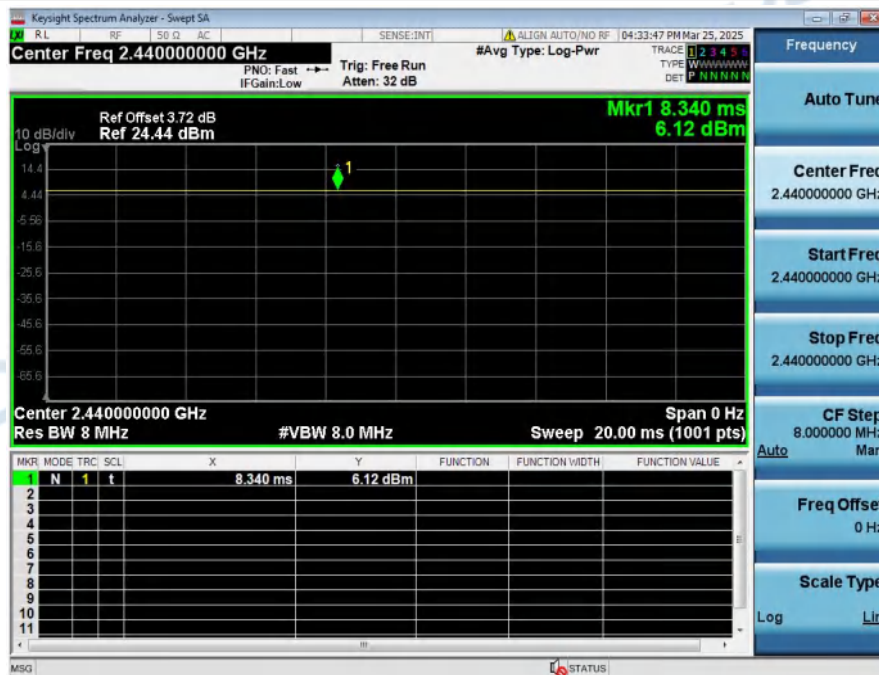 Keysight Spectrum Analyzer - Swept SA
RL RF 50 Ω AC SENSE:INT ALIGN AUTO/NO RF 04:33:47 PM Mar 25, 2025
Center Freq 2.440000000 GHz #Avg Type: Log-Pwr TRACE 1 2 3 4 5 6
PNO: Fast Trig: Free Run TYPE WWWWWW
IFGain:Low Atten: 32 dB DET P NNNNN
Mkr1 8.340 ms
6.12 dBm
Ref Offset 3.72 dB
10 dB/div Ref 24.44 dBm
Log
1
14.4
4.44
-5.56
-15.6
-25.6
-35.6
-45.6
-55.6
-65.6
Center 2.440000000 GHz Span 0 Hz
Res BW 8 MHz #VBW 8.0 MHz Sweep 20.00 ms (1001 pts)
MKR MODE TRC SCL X Y FUNCTION FUNCTION WIDTH FUNCTION VALUE
1 N 1 t 8.340 ms 6.12 dBm
2
3
4
5
6
7
8
9
10
11
MSG STATUS
Frequency
Auto Tune
Center Freq
2.440000000 GHz
Start Freq
2.440000000 GHz
Stop Freq
2.440000000 GHz
CF Step
8.000000 MHz
Auto Man
Freq Offset
0 Hz
Scale Type
Log Lin